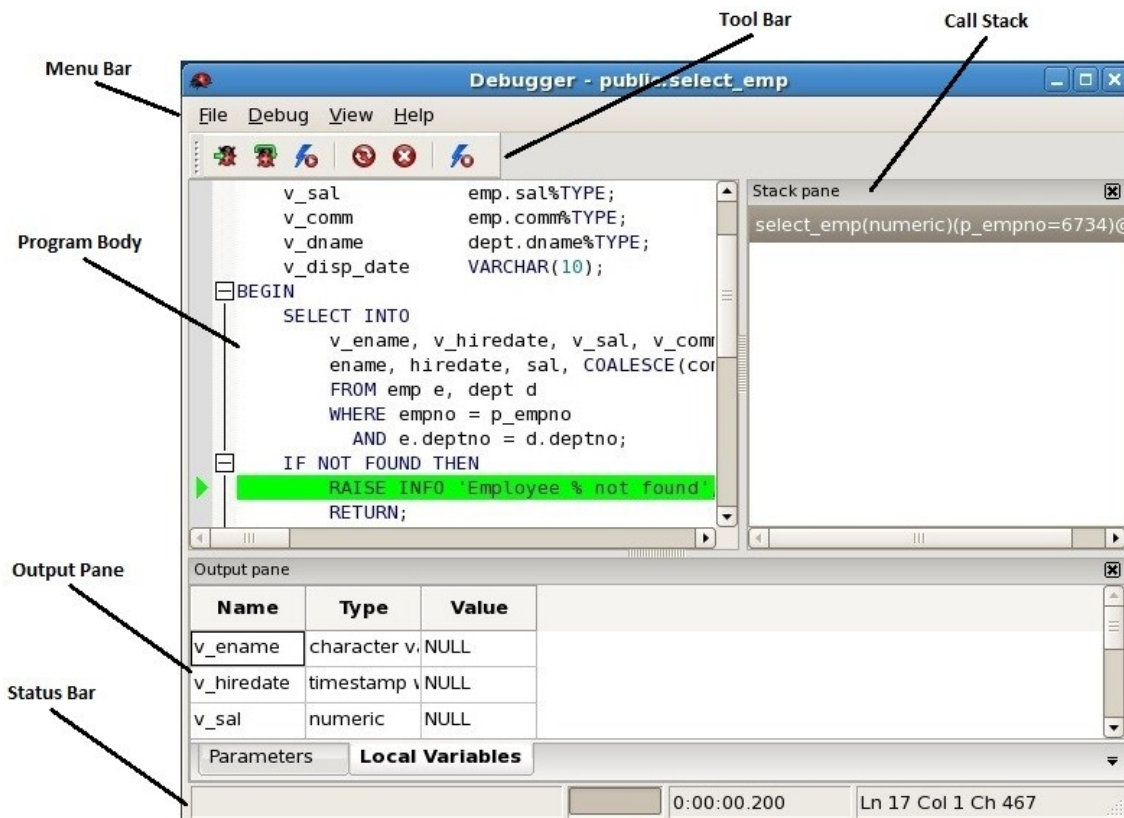 Tool Bar
Call Stack
Menu Bar
Debugger - public.select_emp
File Debug View Help
Stack pane
select_emp(numeric)(p_empno=6734)@
Program Body
v_sal emp.sal%TYPE;
v_comm emp.comm%TYPE;
v_dname dept.dname%TYPE;
v_disp_date VARCHAR(10);
BEGIN
SELECT INTO
v_ename, v_hiredate, v_sal, v_comm
ename, hiredate, sal, COALESCE(com
FROM emp e, dept d
WHERE empno = p_empno
AND e.deptno = d.deptno;
IF NOT FOUND THEN
RAISE INFO 'Employee % not found',
RETURN;
Output Pane
Output pane
Name Type Value
v_ename character va NULL
v_hiredate timestamp w NULL
v_sal numeric NULL
Status Bar
Parameters Local Variables
0:00:00.200 Ln 17 Col 1 Ch 467